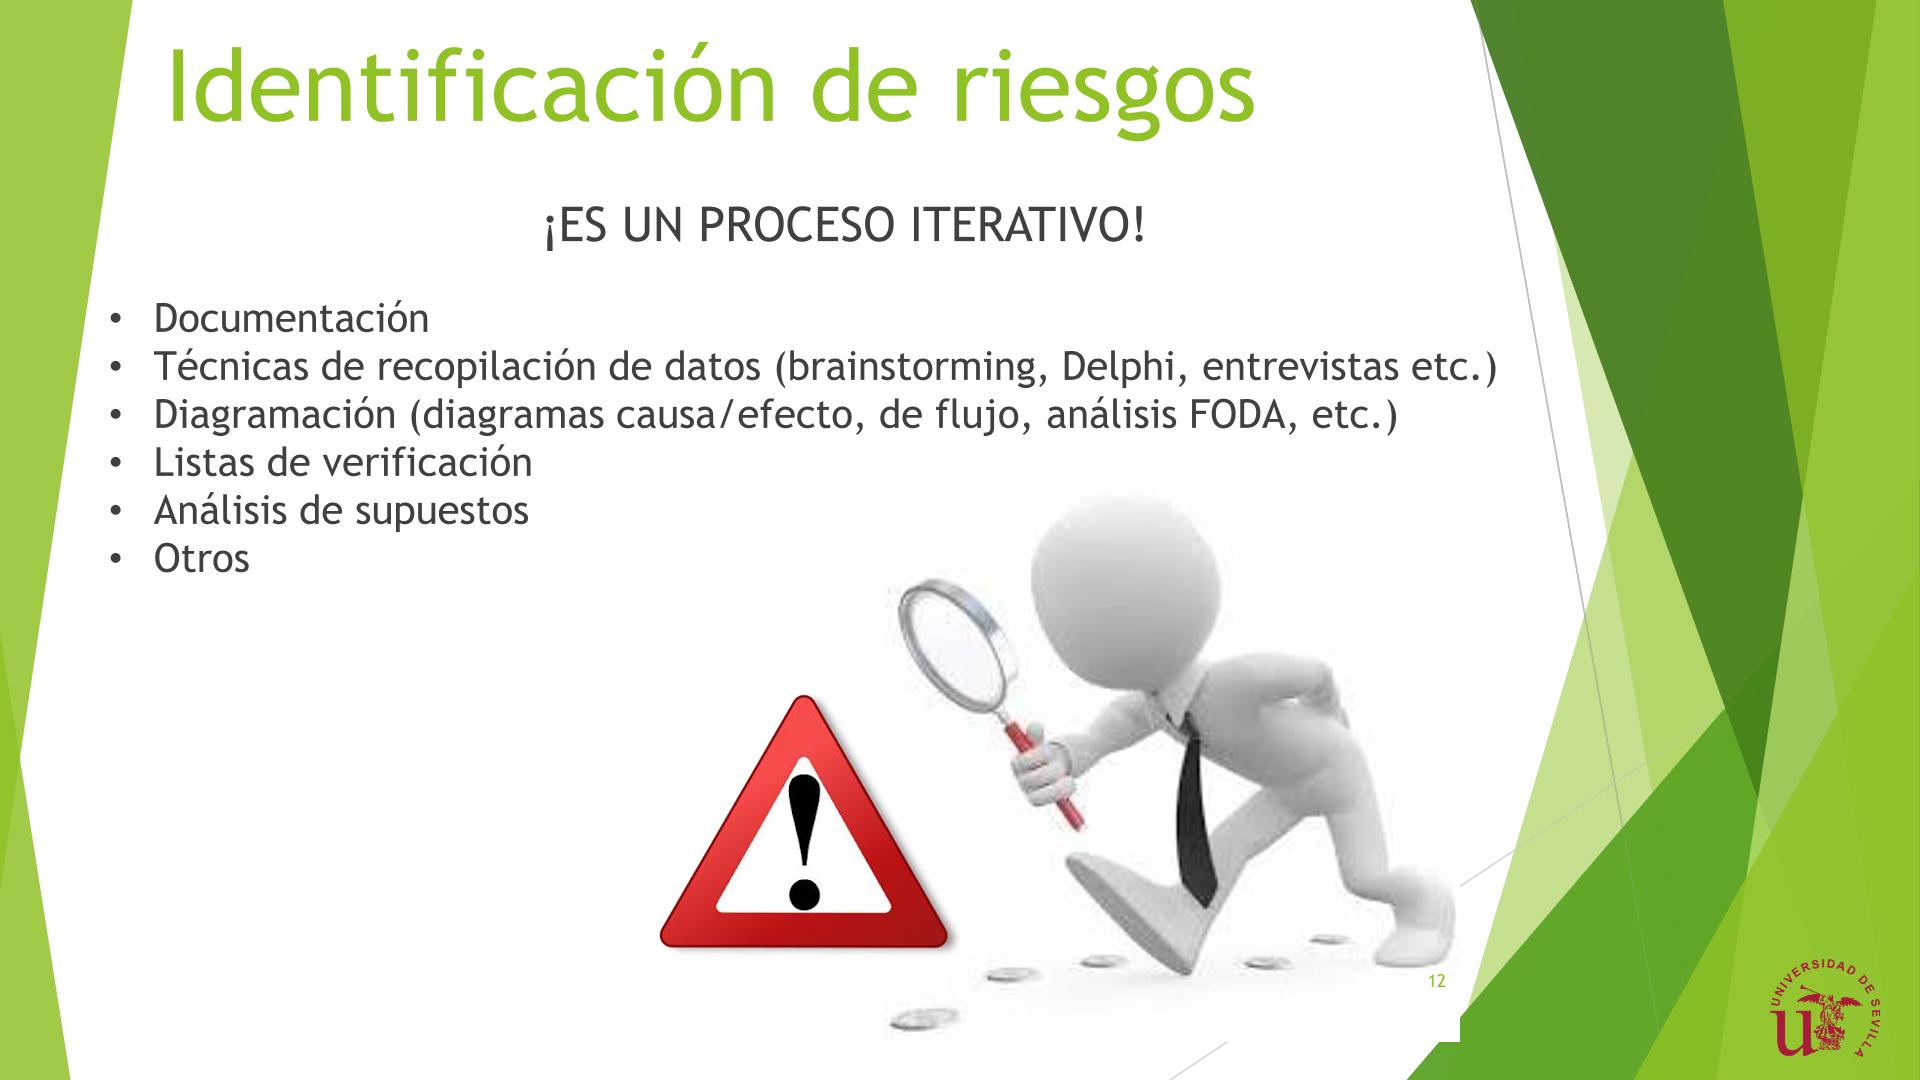 Identificación de riesgos
¡ES UN PROCESO ITERATIVO!
• Documentación
• Técnicas de recopilación de datos (brainstorming, Delphi, entrevistas etc.)
• Diagramación (diagramas causa/efecto, de flujo, análisis FODA, etc.)
• Listas de verificación
• Análisis de supuestos
• Otros
!
12
UNIVERSIDAD DE SEVILLA
u